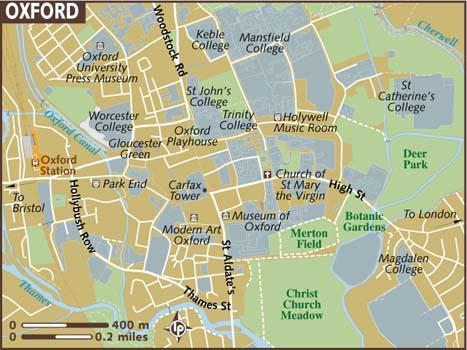 OXFORD
Woodstock Rd
Keble
College
Mansfield
College
Cherwell
Oxford
University
Press Museum
St John's
College
St
Catherine's
College
Worcester
College
Trinity
College
Holywell
Music Room
Oxford Canal
Gloucester
Green
Oxford
Playhouse
Deer
Park
Oxford
Station
Park End
Carfax
Tower
Church of
St Mary
the Virgin
High St
To
Bristol
Hollybush Row
Modern Art
Oxford
Museum of
Oxford
Merton
Field
Botanic
Gardens
To London
St Aldate's
Magdalen
College
Thames
Thames St
Christ
Church
Meadow
0 400 m
0 0.2 miles
LP